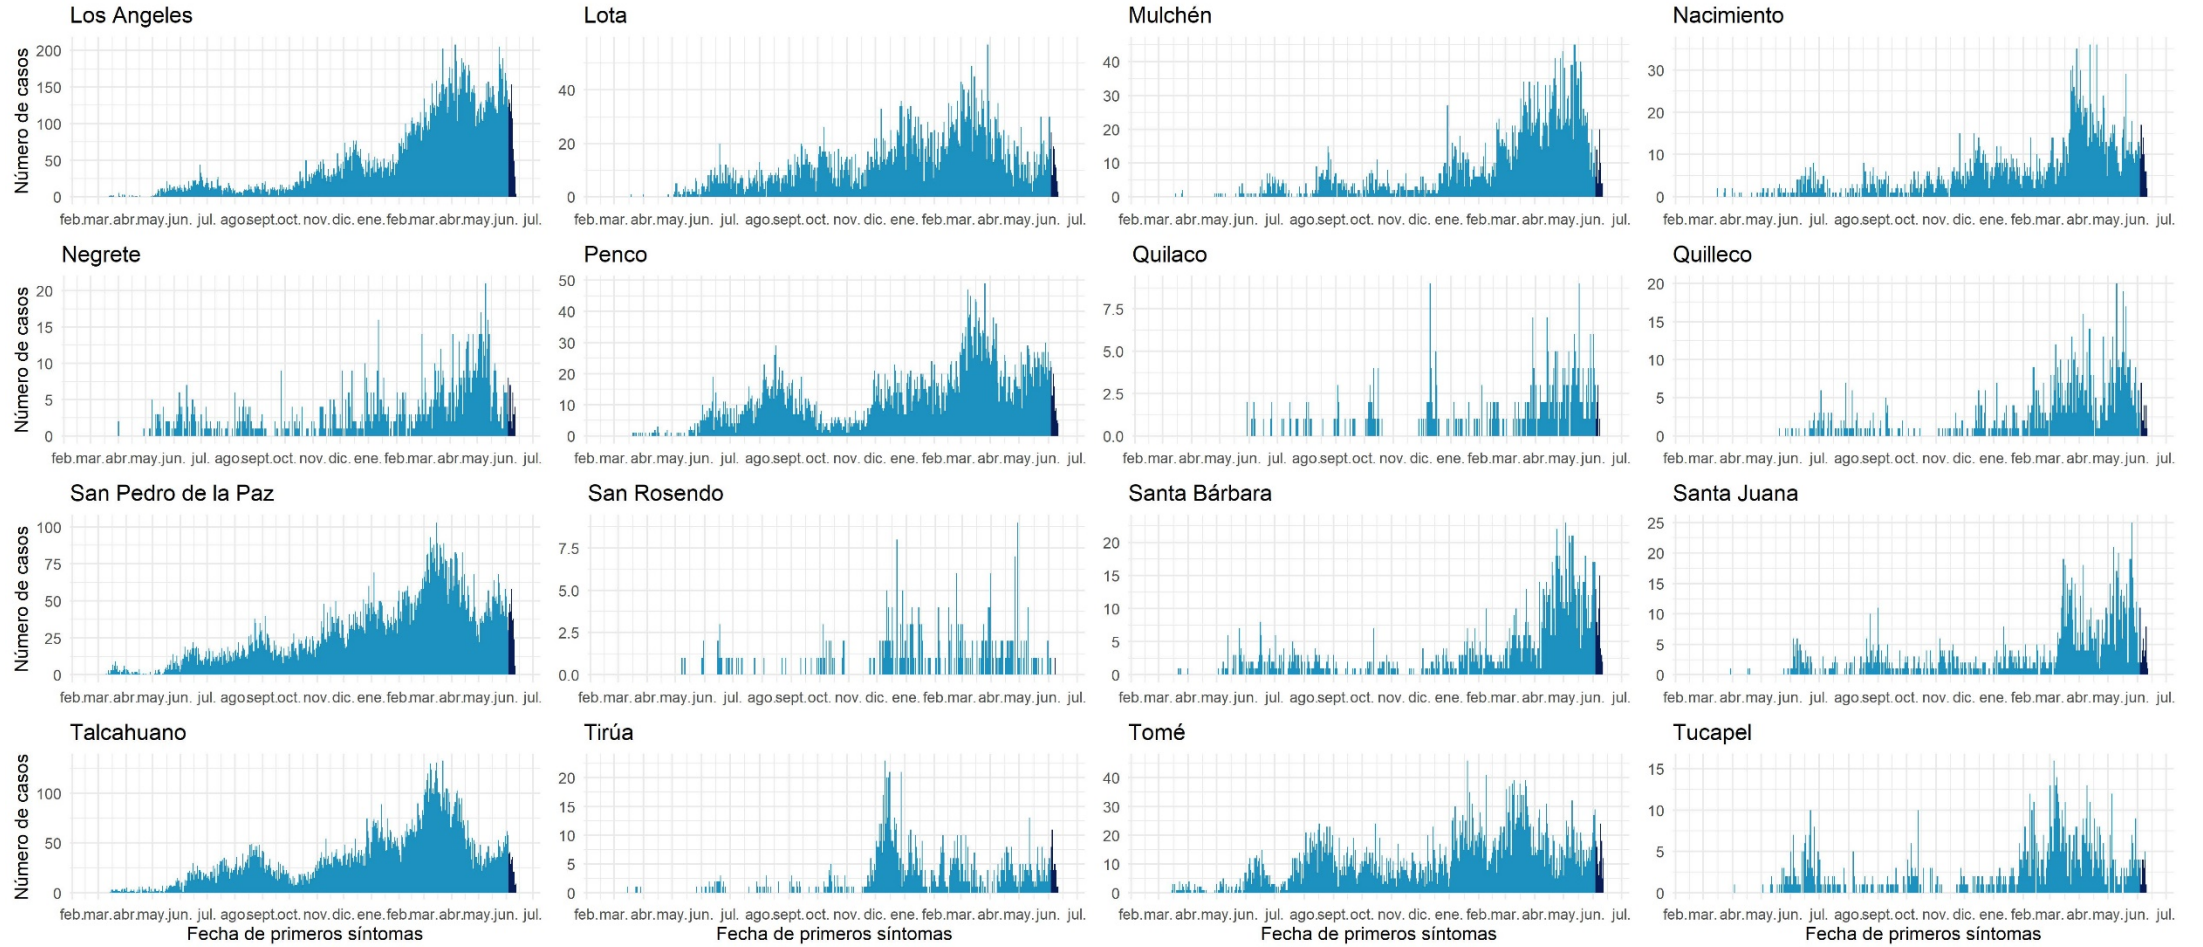 Los Angeles
Lota
Mulchén
Nacimiento
Número de casos
200
150
100
50
0
40
20
0
40
30
20
10
0
30
20
10
0
feb.mar.abr.may.jun. jul. ago.sept.oct. nov. dic. ene. feb.mar.abr.may.jun. jul.
feb.mar.abr.may.jun. jul. ago.sept.oct. nov. dic. ene. feb.mar.abr.may.jun. jul.
feb.mar.abr.may.jun. jul. ago.sept.oct. nov. dic. ene. feb.mar.abr.may.jun. jul.
feb.mar.abr.may.jun. jul. ago.sept.oct. nov. dic. ene. feb.mar.abr.may.jun. jul.
Negrete
Penco
Quilaco
Quilleco
Número de casos
20
15
10
5
0
50
40
30
20
10
0
7.5
5.0
2.5
0.0
20
15
10
5
0
feb.mar.abr.may.jun. jul. ago.sept.oct. nov. dic. ene. feb.mar.abr.may.jun. jul.
feb.mar.abr.may.jun. jul. ago.sept.oct. nov. dic. ene. feb.mar.abr.may.jun. jul.
feb.mar.abr.may.jun. jul. ago.sept.oct. nov. dic. ene. feb.mar.abr.may.jun. jul.
feb.mar.abr.may.jun. jul. ago.sept.oct. nov. dic. ene. feb.mar.abr.may.jun. jul.
San Pedro de la Paz
San Rosendo
Santa Bárbara
Santa Juana
Número de casos
100
75
50
25
0
7.5
5.0
2.5
0.0
20
15
10
5
0
25
20
15
10
5
0
feb.mar.abr.may.jun. jul. ago.sept.oct. nov. dic. ene. feb.mar.abr.may.jun. jul.
feb.mar.abr.may.jun. jul. ago.sept.oct. nov. dic. ene. feb.mar.abr.may.jun. jul.
feb.mar.abr.may.jun. jul. ago.sept.oct. nov. dic. ene. feb.mar.abr.may.jun. jul.
feb.mar.abr.may.jun. jul. ago.sept.oct. nov. dic. ene. feb.mar.abr.may.jun. jul.
Talcahuano
Tirúa
Tomé
Tucapel
Número de casos
100
50
0
20
15
10
5
0
40
30
20
10
0
15
10
5
0
feb.mar.abr.may.jun. jul. ago.sept.oct. nov. dic. ene. feb.mar.abr.may.jun. jul.
feb.mar.abr.may.jun. jul. ago.sept.oct. nov. dic. ene. feb.mar.abr.may.jun. jul.
feb.mar.abr.may.jun. jul. ago.sept.oct. nov. dic. ene. feb.mar.abr.may.jun. jul.
feb.mar.abr.may.jun. jul. ago.sept.oct. nov. dic. ene. feb.mar.abr.may.jun. jul.
Fecha de primeros síntomas
Fecha de primeros síntomas
Fecha de primeros síntomas